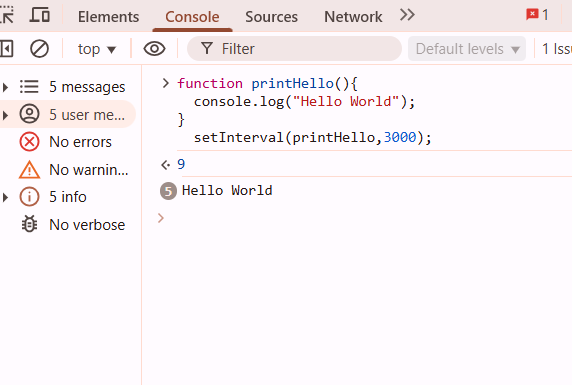 Elements Console Sources Network 1
top Filter Default levels 1 Issu
5 messages
5 user me...
No errors
No warnin...
5 info
No verbose
function printHello(){
console.log("Hello World");
}
setInterval(printHello,3000);
9
5 Hello World